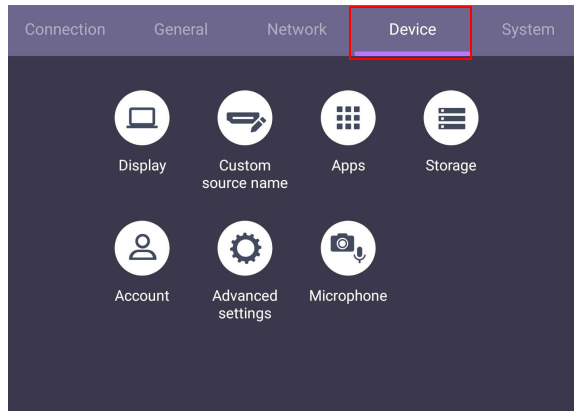 Connection General Network Device System
Display Custom source name Apps Storage
Account Advanced settings Microphone